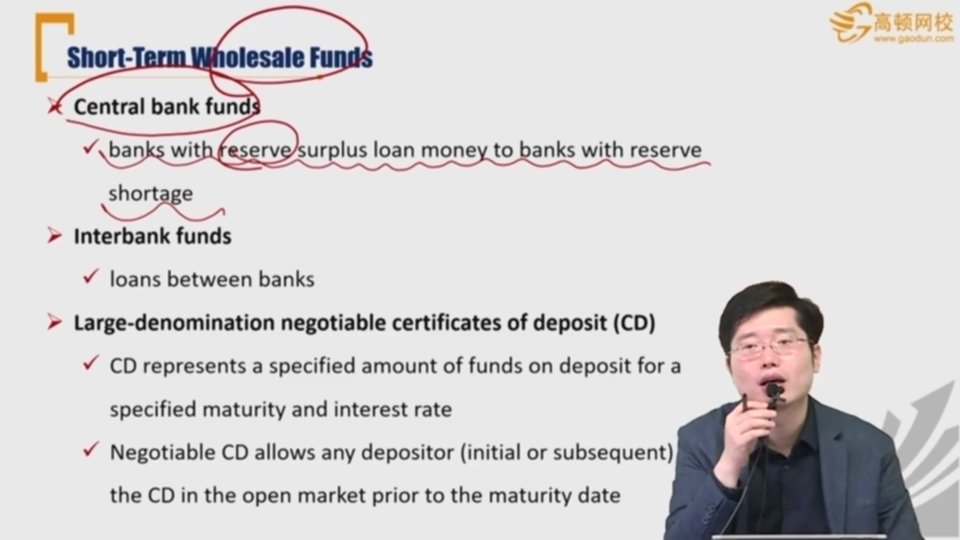 Short-Term Wholesale Funds
高顿网校
www.gaodun.com
Central bank funds
banks with reserve surplus loan money to banks with reserve
shortage
Interbank funds
loans between banks
Large-denomination negotiable certificates of deposit (CD)
CD represents a specified amount of funds on deposit for a
specified maturity and interest rate
Negotiable CD allows any depositor (initial or subsequent)
the CD in the open market prior to the maturity date